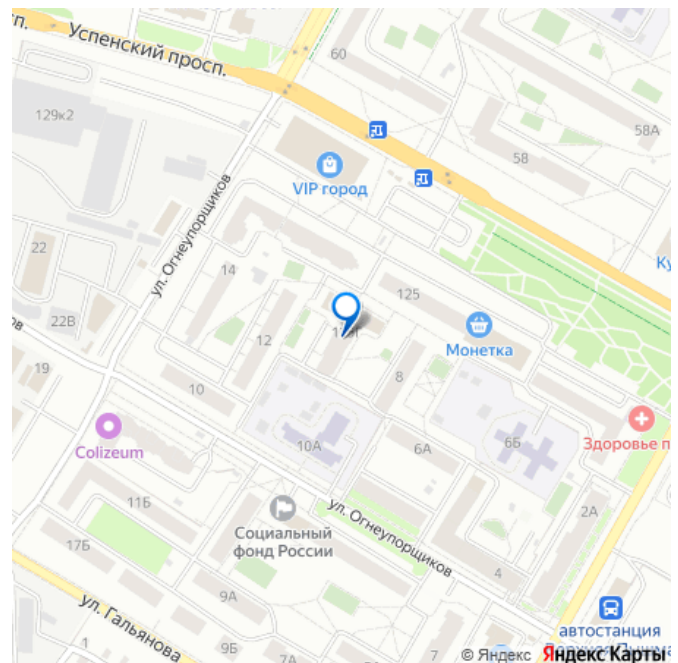 Успенский просп.
60
129к2
58А
58
VIP город
ул. Огнеупорщиков
22
14
125
22В
12
Монетка
19
8
10
Colizeum
10А
6А
6Б
Здоровье п
11Б
2А
Социальный
фонд России
ул. Огнеупорщиков
17Б
4
9А
ул. Гальянова
автостанция
1
9Б
7
2
© Яндекс Яндекс Карты